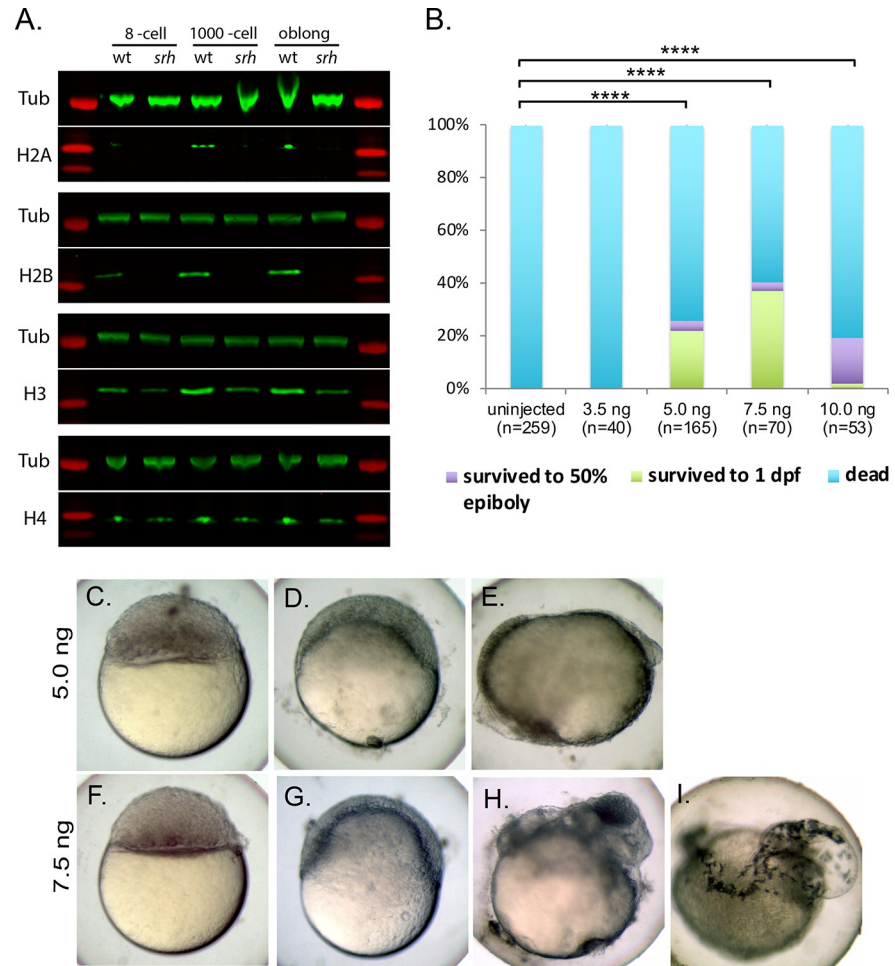 A.
8 -cell 1000 -cell oblong
wt srh wt srh wt srh
Tub
H2A
Tub
H2B
Tub
H3
Tub
H4
B.
****
****
****
100%
80%
60%
40%
20%
0%
uninjected 3.5 ng 5.0 ng 7.5 ng 10.0 ng
(n=259) (n=40) (n=165) (n=70) (n=53)
survived to 50% survived to 1 dpf dead
epiboly
5.0 ng
C. D. E.
7.5 ng
F. G. H. I.